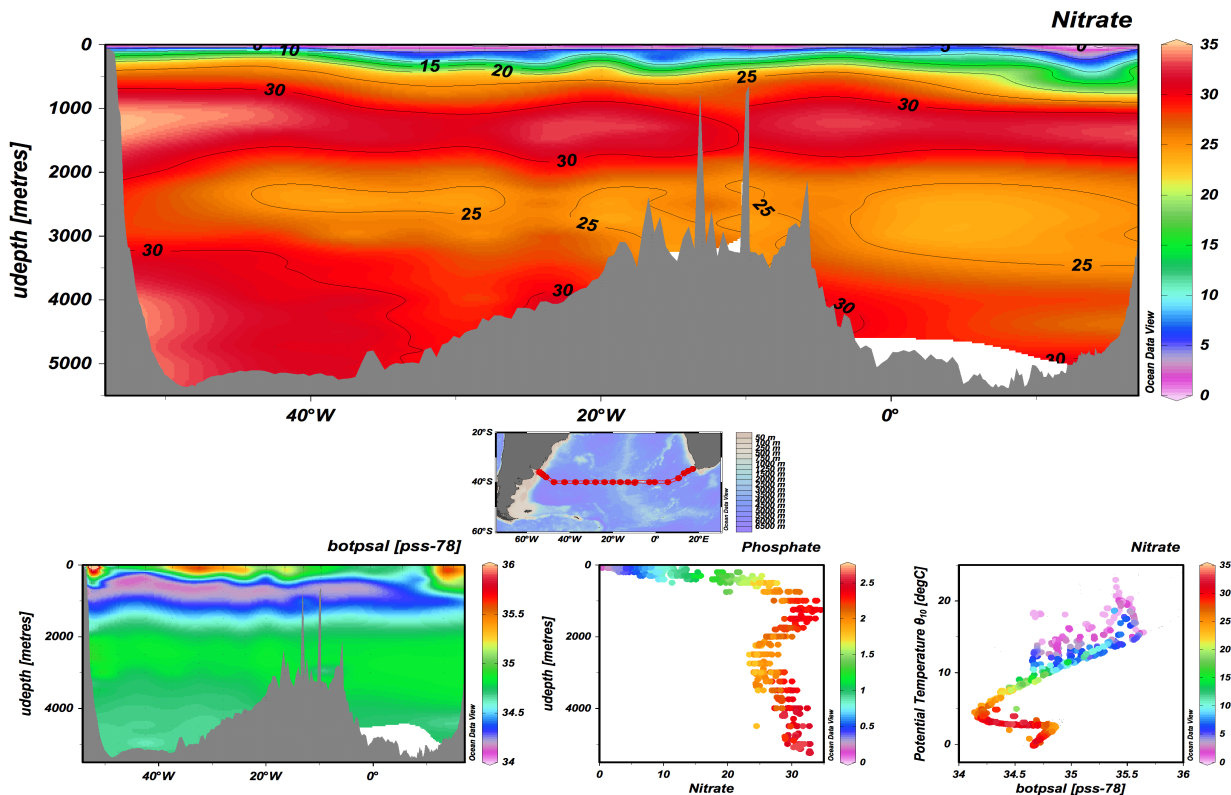 Nitrate
0
1000
2000
3000
4000
5000
udepth [metres]
0
10
5
0
15
20
25
30
30
30
30
25
25
25
25
30
30
30
40°W
20°W
0°
Ocean Data View
35
30
25
20
15
10
5
0
20°S
40°S
60°S
60°W
40°W
20°W
0°
20°E
Ocean Data View
50 m
botpsal [pss-78]
0
2000
4000
udepth [metres]
40°W
20°W
0°
Ocean Data View
36
35.5
35
34.5
34
Phosphate
0
2000
4000
udepth [metres]
0
10
20
30
Nitrate
Ocean Data View
2.5
2
1.5
1
0.5
0
Nitrate
20
10
0
Potential Temperature θ₍₀₎ [degC]
34
34.5
35
35.5
36
botpsal [pss-78]
Ocean Data View
35
30
25
20
15
10
5
0